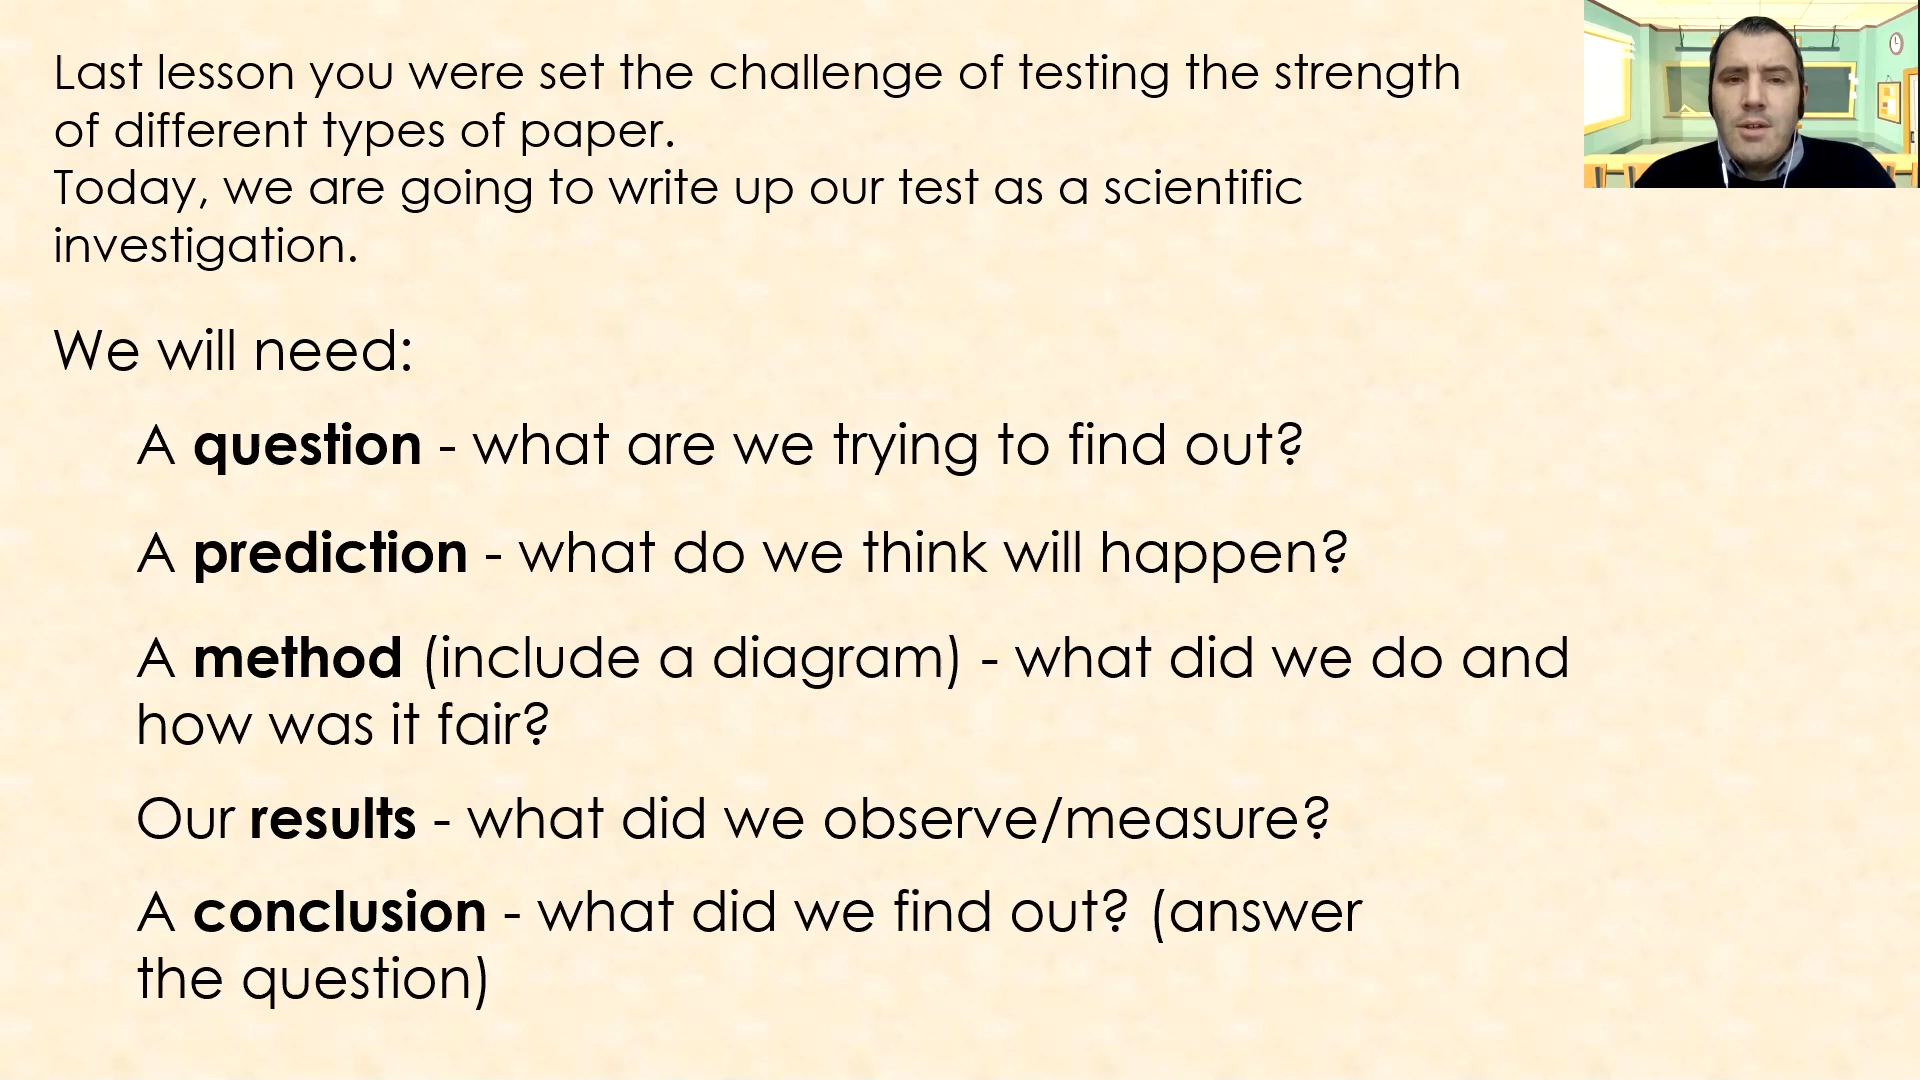 Last lesson you were set the challenge of testing the strength
of different types of paper.
Today, we are going to write up our test as a scientific
investigation.
We will need:
A question - what are we trying to find out?
A prediction - what do we think will happen?
A method (include a diagram) - what did we do and
how was it fair?
Our results - what did we observe/measure?
A conclusion - what did we find out? (answer
the question)